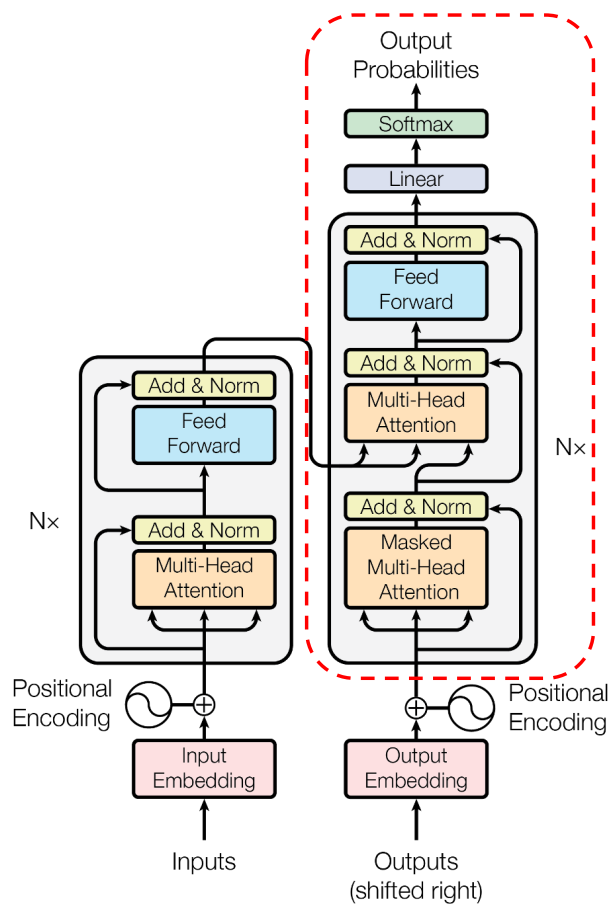 Output
Probabilities
Softmax
Linear
Add & Norm
Feed
Forward
Add & Norm
Multi-Head
Attention
Add & Norm
Masked
Multi-Head
Attention
N×
Add & Norm
Feed
Forward
Add & Norm
Multi-Head
Attention
N×
Positional
Encoding
Positional
Encoding
Input
Embedding
Output
Embedding
Inputs
Outputs
(shifted right)